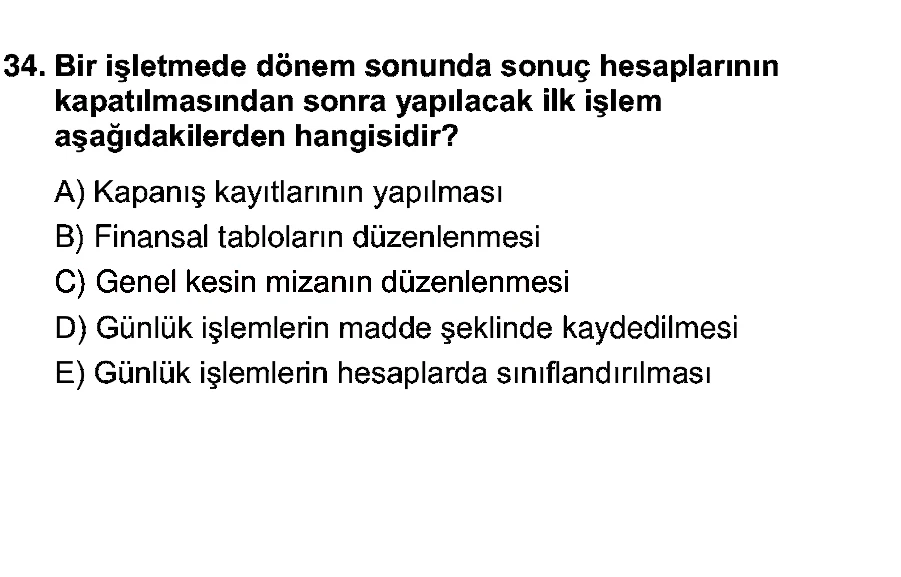 34. Bir işletmede dönem sonunda sonuç hesaplarının
kapatılmasından sonra yapılacak ilk işlem
aşağıdakilerden hangisidir?
A) Kapanış kayıtlarının yapılması
B) Finansal tabloların düzenlenmesi
C) Genel kesin mizanın düzenlenmesi
D) Günlük işlemlerin madde şeklinde kaydedilmesi
E) Günlük işlemlerin hesaplarda sınıflandırılması